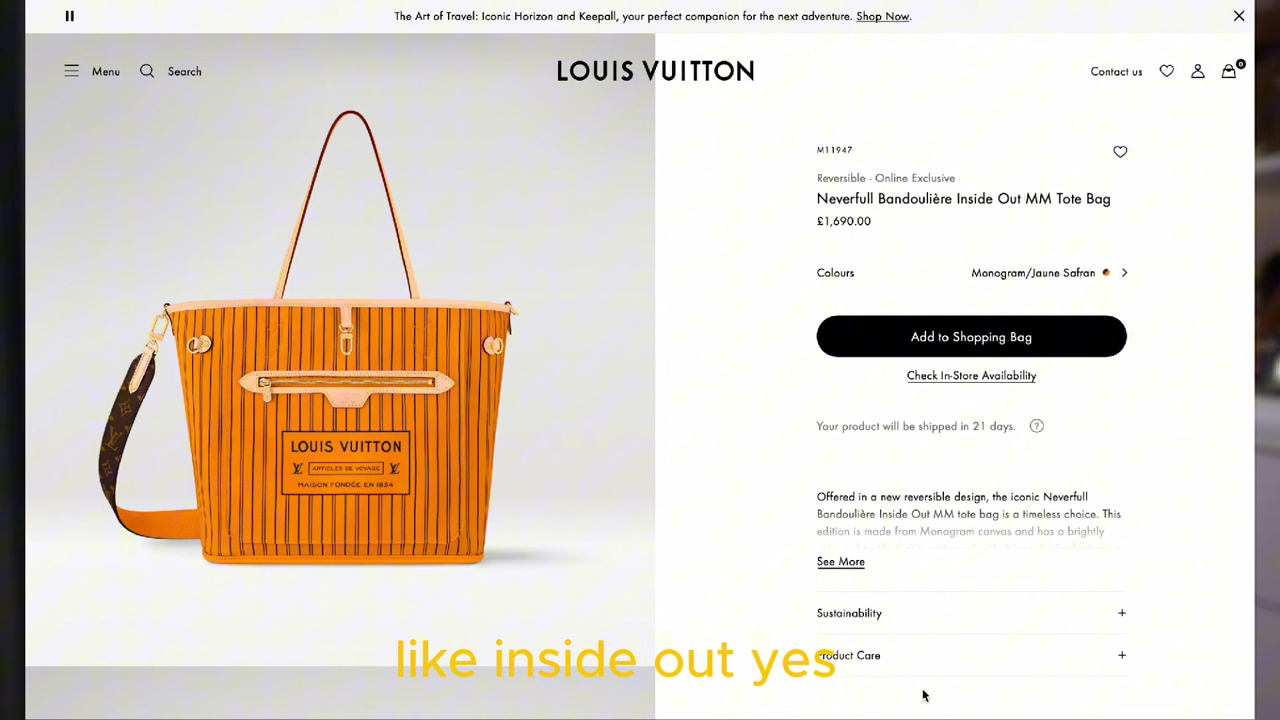 The Art of Travel: Iconic Horizon and Keepall, your perfect companion for the next adventure. Shop Now.
Menu
Search
LOUIS VUITTON
Contact us
0
M11947
Reversible - Online Exclusive
Neverfull Bandoulière Inside Out MM Tote Bag
£1,690.00
Colours
Monogram/Jaune Safran
Add to Shopping Bag
Check In-Store Availability
Your product will be shipped in 21 days.
?
Offered in a new reversible design, the iconic Neverfull
Bandoulière Inside Out MM tote bag is a timeless choice. This
edition is made from Monogram canvas and has a brightly
See More
Sustainability
+
Product Care
+
LOUIS VUITTON
LV ARTICLES DE VOYAGE LV
MAISON FONDÉE EN 1854
like inside out yes